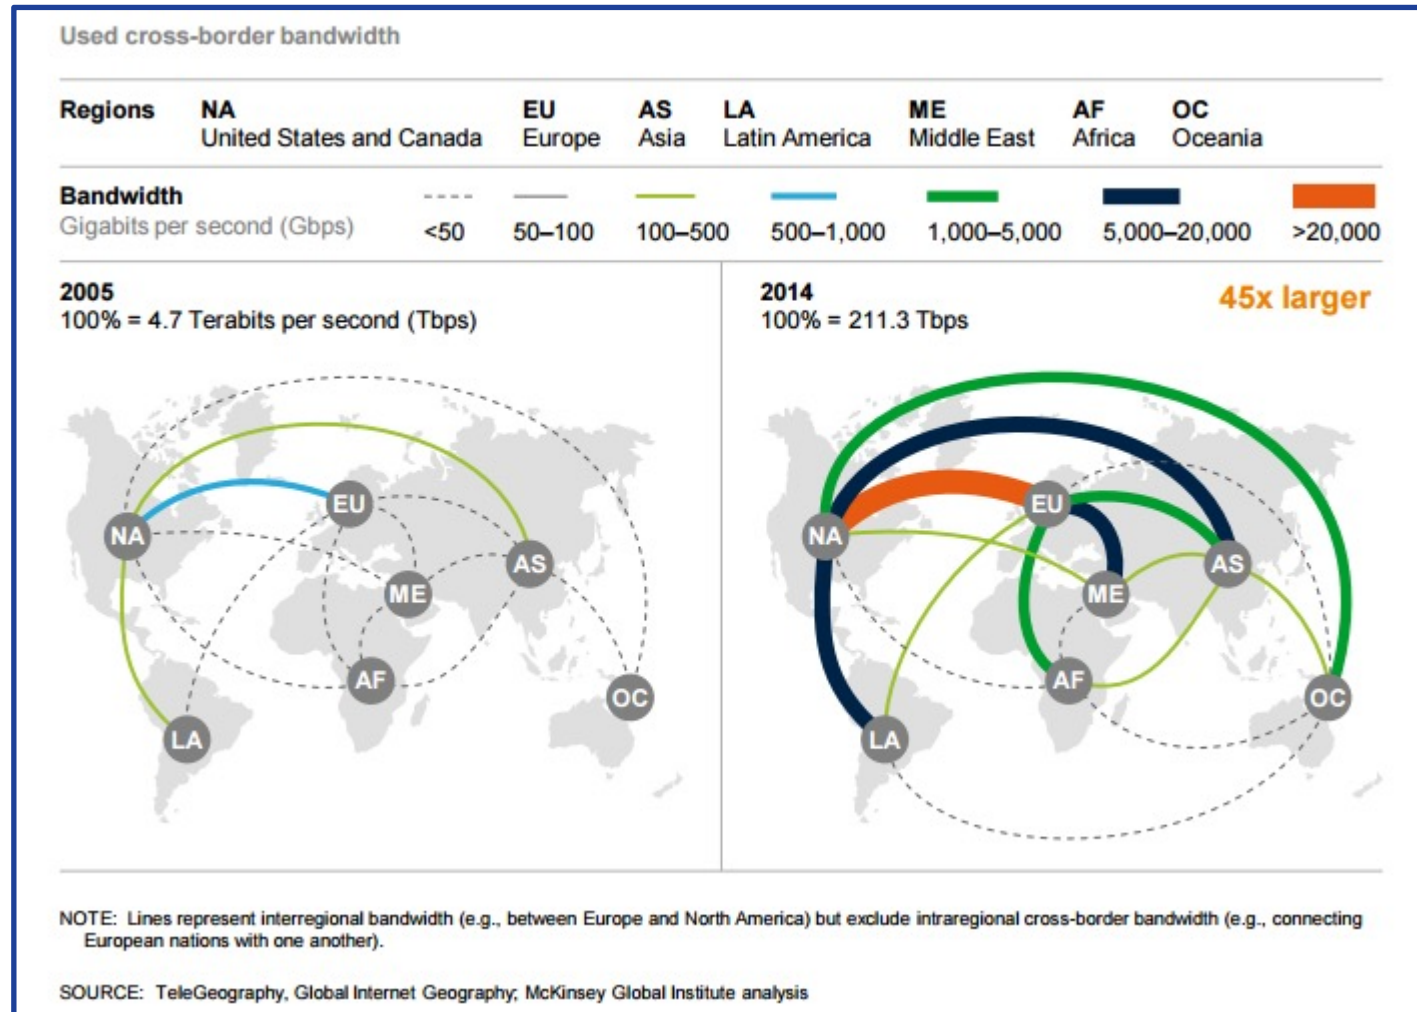 Used cross-border bandwidth
Regions NA EU AS LA ME AF OC
United States and Canada Europe Asia Latin America Middle East Africa Oceania
Bandwidth
Gigabits per second (Gbps) <50 50–100 100–500 500–1,000 1,000–5,000 5,000–20,000 >20,000
2005
100% = 4.7 Terabits per second (Tbps)
2014
100% = 211.3 Tbps
45x larger
EU
NA
AS
ME
AF
OC
LA
EU
NA
AS
ME
AF
OC
LA
NOTE: Lines represent interregional bandwidth (e.g., between Europe and North America) but exclude intraregional cross-border bandwidth (e.g., connecting
European nations with one another).
SOURCE: TeleGeography, Global Internet Geography; McKinsey Global Institute analysis